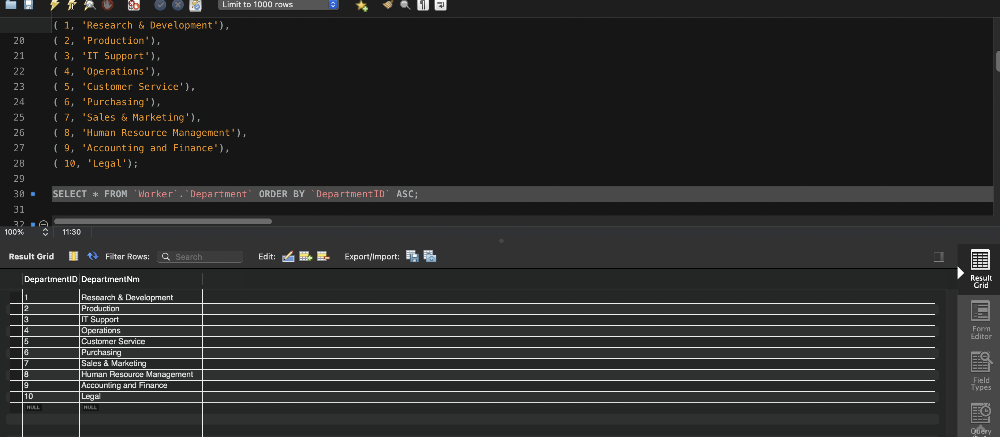 Limit to 1000 rows
( 1, 'Research & Development'),
20 ( 2, 'Production'),
21 ( 3, 'IT Support'),
22 ( 4, 'Operations'),
23 ( 5, 'Customer Service'),
24 ( 6, 'Purchasing'),
25 ( 7, 'Sales & Marketing'),
26 ( 8, 'Human Resource Management'),
27 ( 9, 'Accounting and Finance'),
28 ( 10, 'Legal');
29
30 SELECT * FROM `Worker`.`Department` ORDER BY `DepartmentID` ASC;
31
32
100% 11:30
Result Grid Filter Rows: Search Edit: Export/Import:
DepartmentID DepartmentNm
1 Research & Development
2 Production
3 IT Support
4 Operations
5 Customer Service
6 Purchasing
7 Sales & Marketing
8 Human Resource Management
9 Accounting and Finance
10 Legal
NULL NULL
Result
Grid
Form
Editor
Field
Types
Query